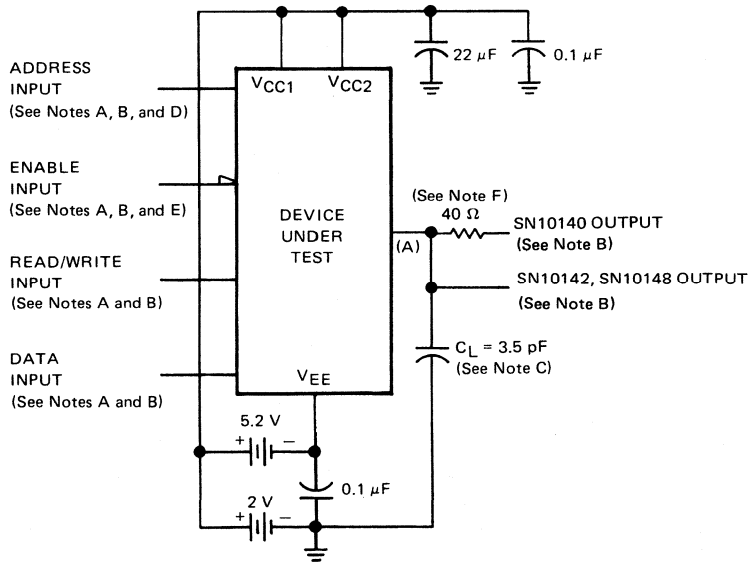 22 μF
0.1 μF
ADDRESS
INPUT
(See Notes A, B, and D)
VCC1
VCC2
ENABLE
INPUT
(See Notes A, B, and E)
DEVICE
UNDER
TEST
(See Note F)
40 Ω
(A)
SN10140 OUTPUT
(See Note B)
READ/WRITE
INPUT
(See Notes A and B)
SN10142, SN10148 OUTPUT
(See Note B)
DATA
INPUT
(See Notes A and B)
CL = 3.5 pF
(See Note C)
VEE
5.2 V
+ −
0.1 μF
2 V
+ −